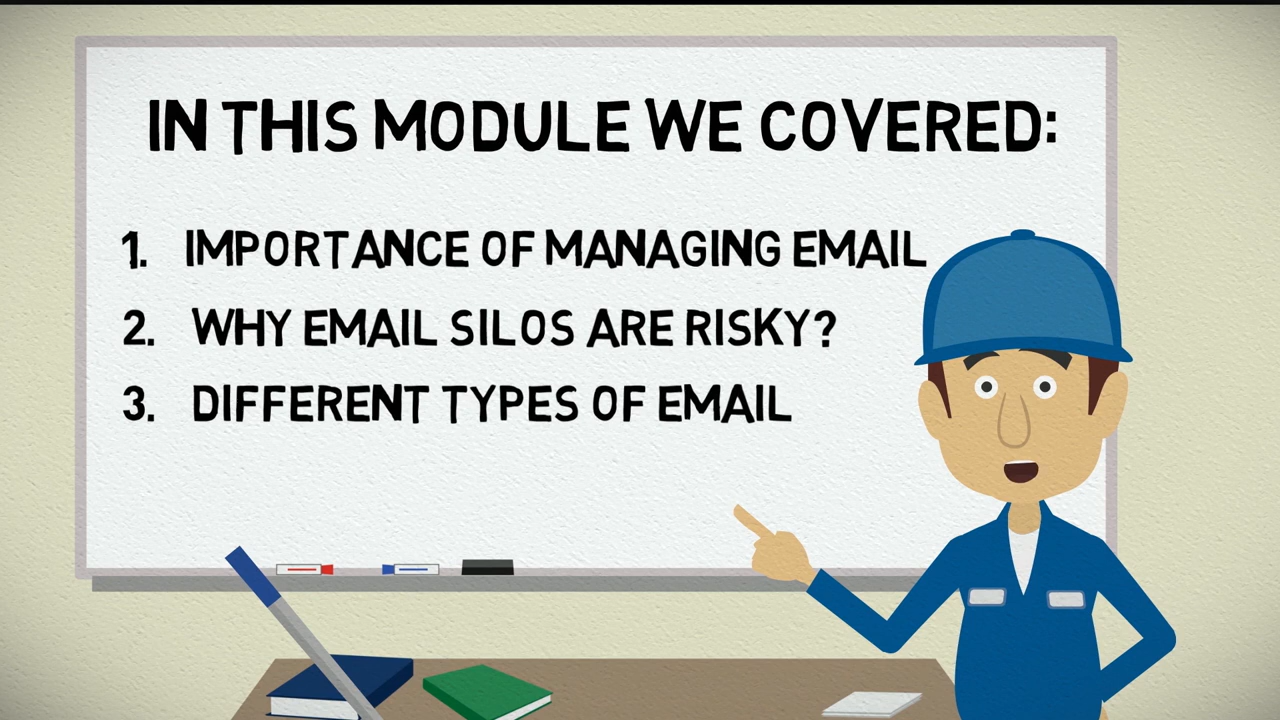 IN THIS MODULE WE COVERED:
1. IMPORTANCE OF MANAGING EMAIL
2. WHY EMAIL SILOS ARE RISKY?
3. DIFFERENT TYPES OF EMAIL